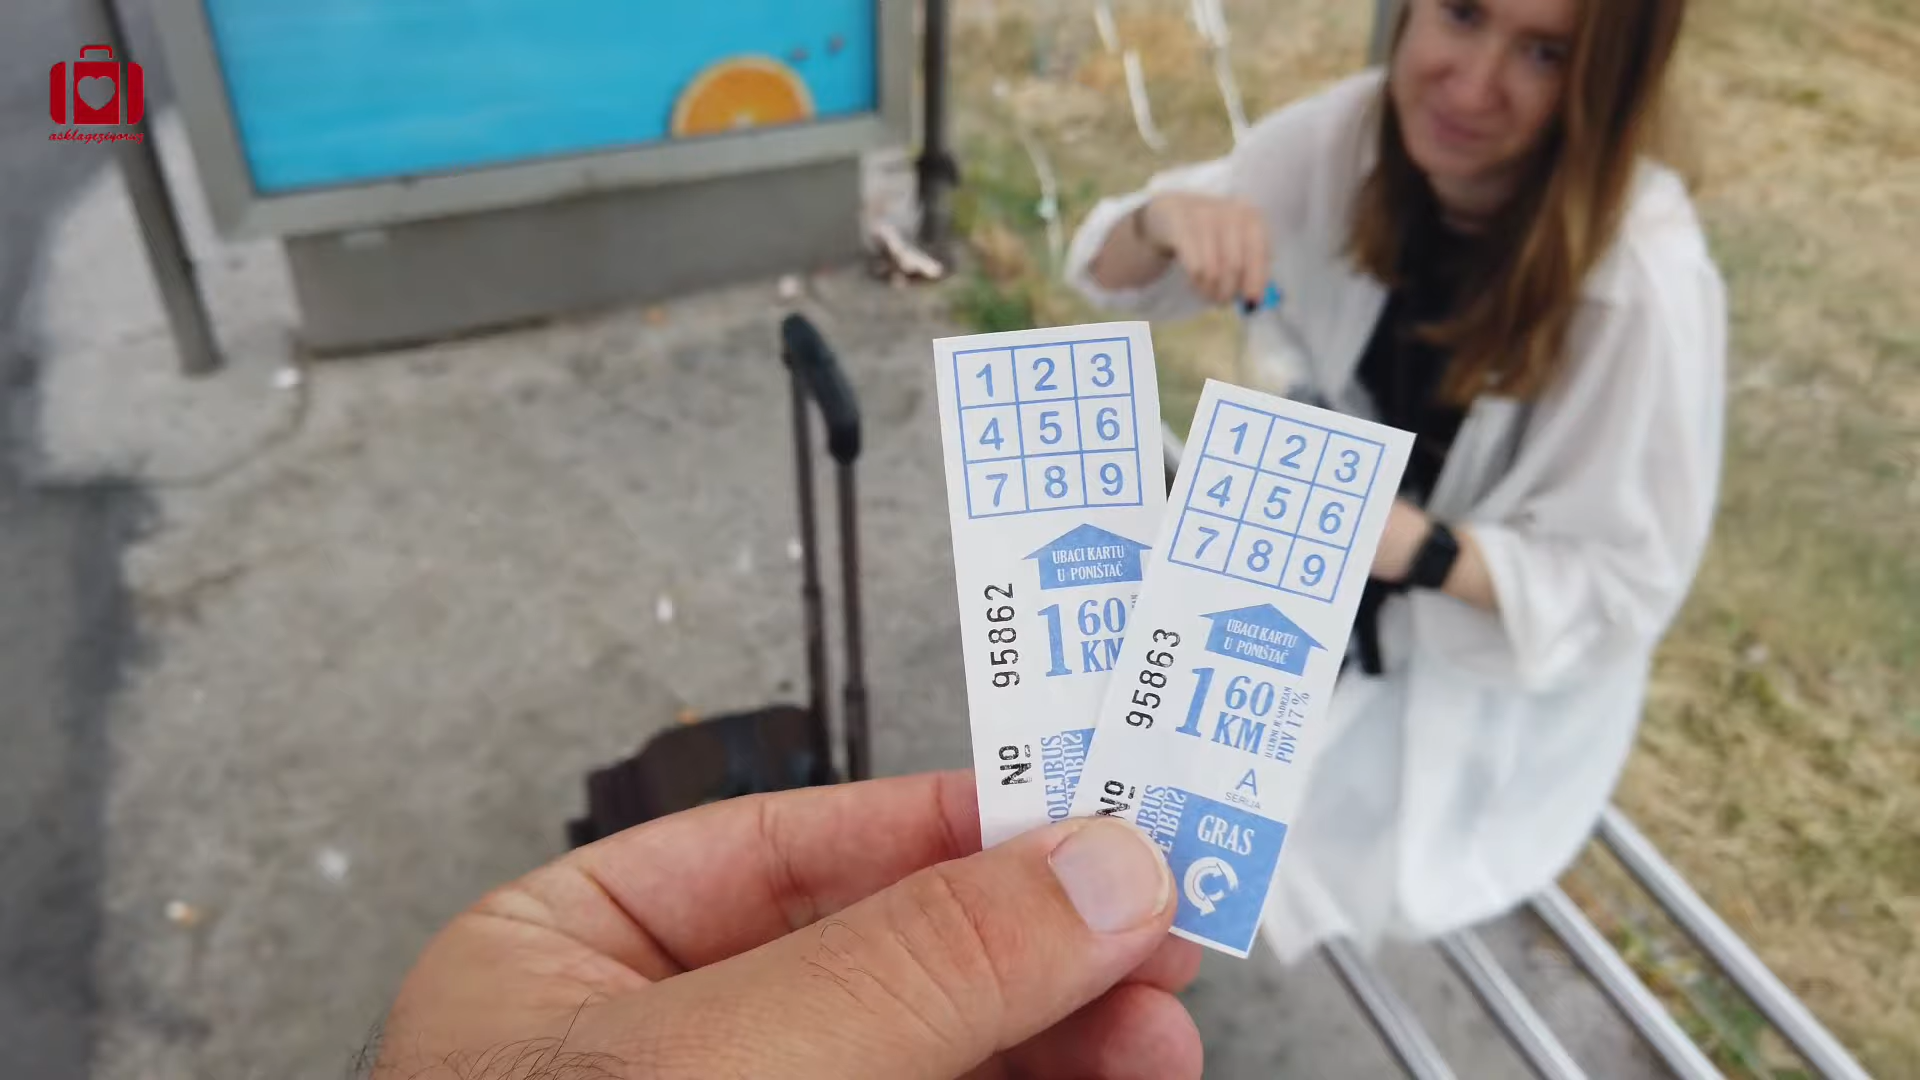 asklageziyoruz
1 2 3
4 5 6
7 8 9
UBACI KARTU
U PONIŠTAČ
1 60
KM
No 95862
1 2 3
4 5 6
7 8 9
UBACI KARTU
U PONIŠTAČ
1 60
KM
PDV 17 %
No 95863
A
SERIJA
GRAS